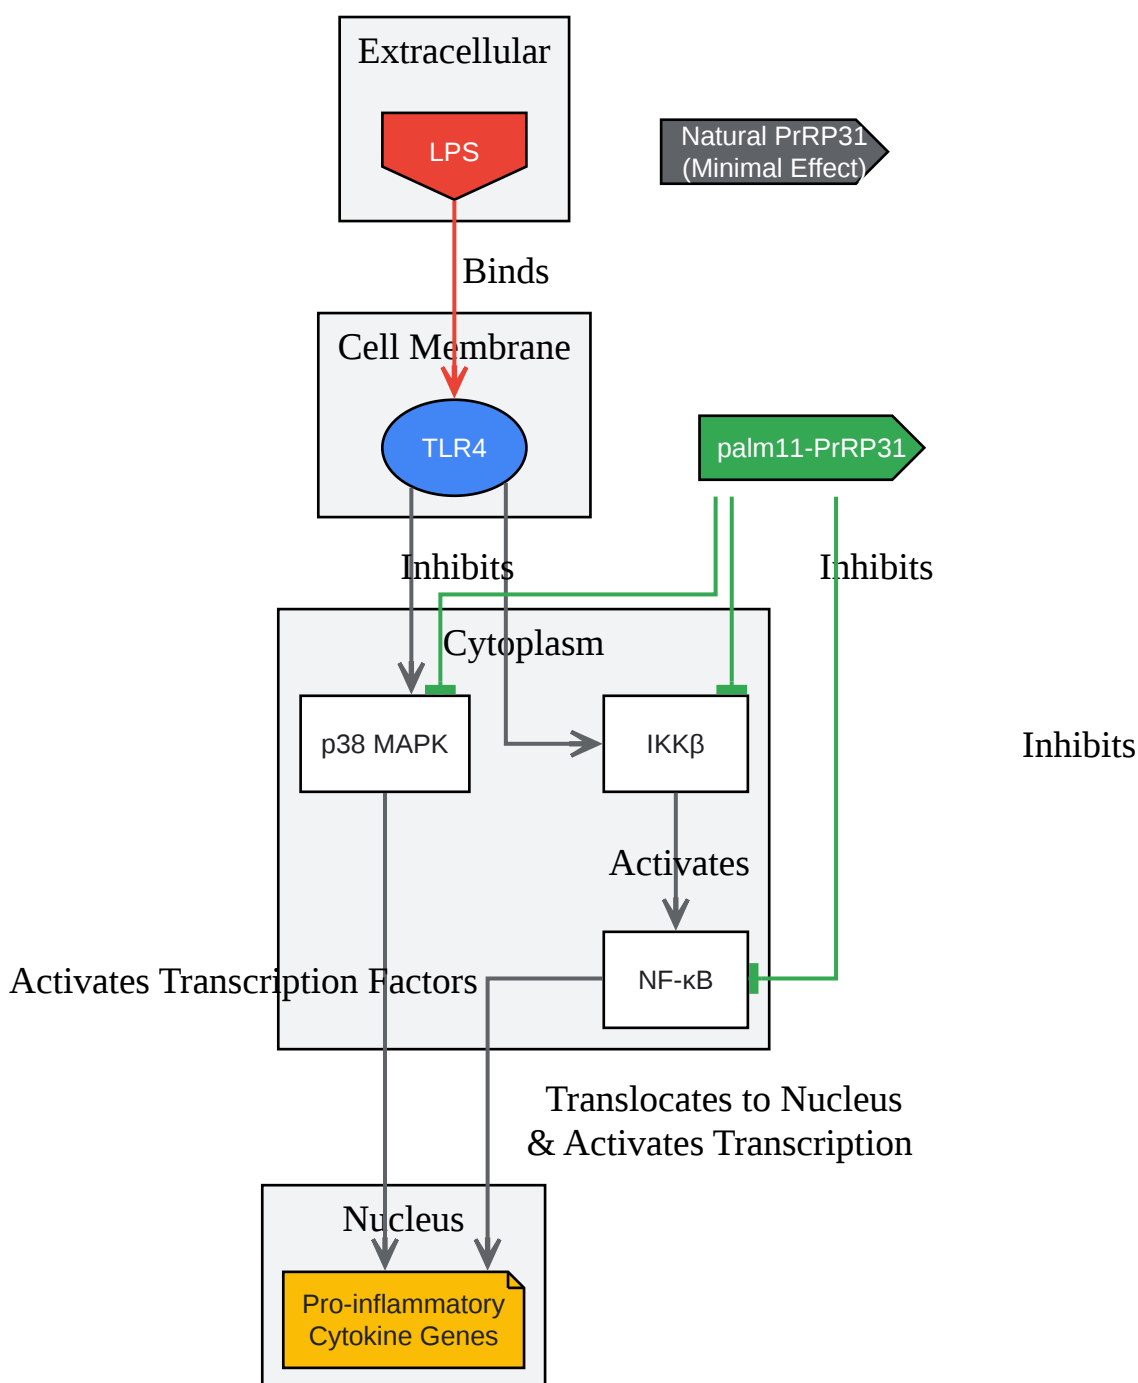 Extracellular
LPS
Natural PrRP31
(Minimal Effect)
Binds
Cell Membrane
TLR4
palm11-PrRP31
Inhibits
Inhibits
Cytoplasm
p38 MAPK
IKKβ
Inhibits
Activates
Activates Transcription Factors
NF-κB
Translocates to Nucleus
& Activates Transcription
Nucleus
Pro-inflammatory
Cytokine Genes